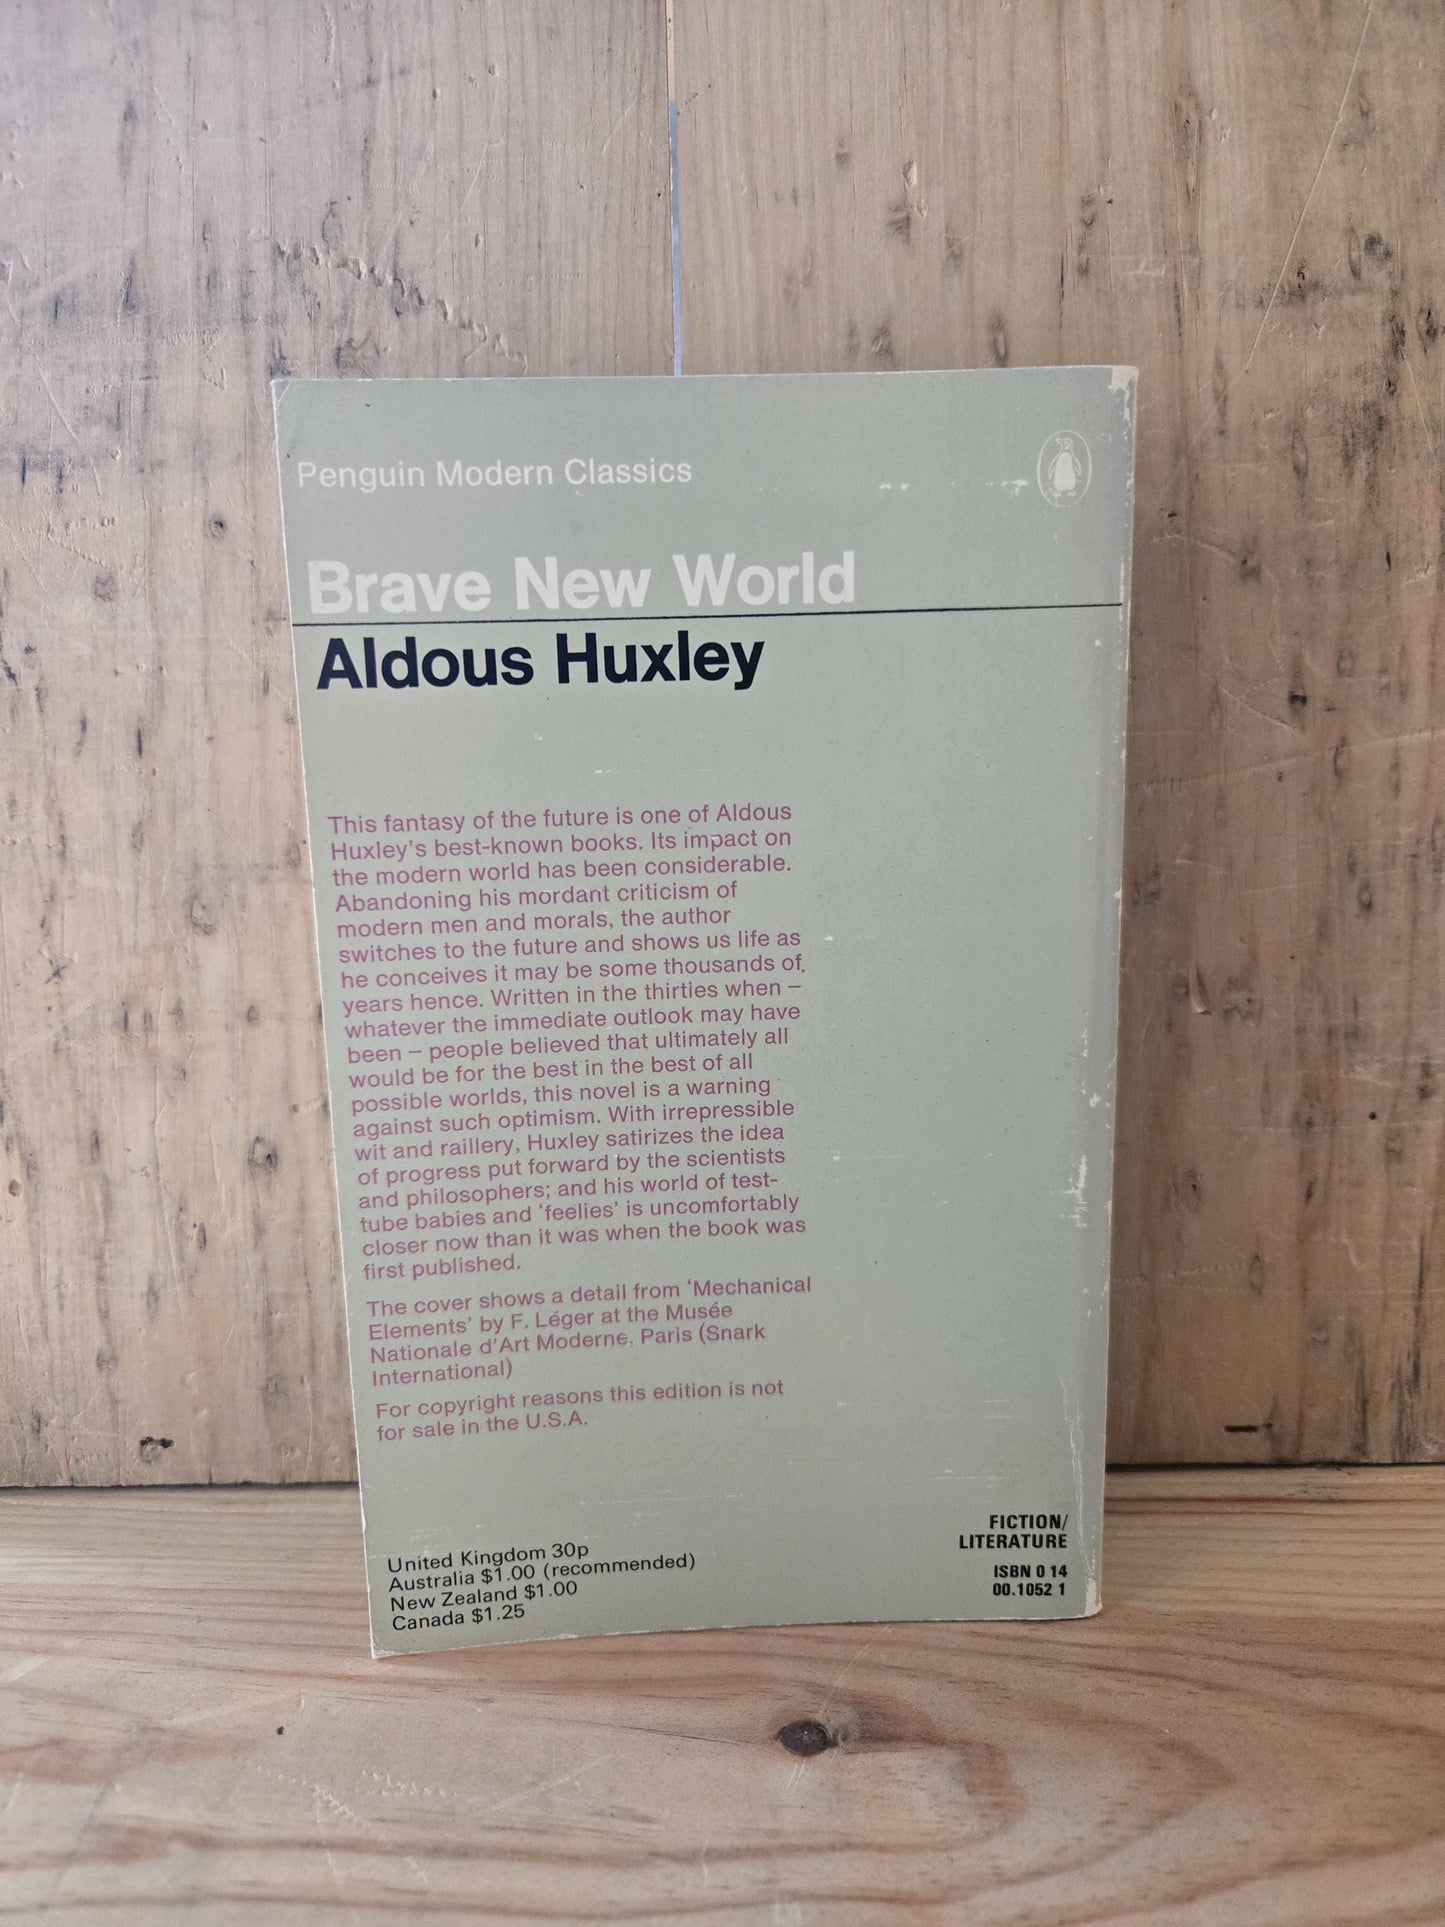 Penguin Modern Classics
Brave New World
Aldous Huxley
This fantasy of the future is one of Aldous
Huxley's best-known books. Its impact on
the modern world has been considerable.
Abandoning his mordant criticism of
modern men and morals, the author
switches to the future and shows us life as
he conceives it may be some thousands of
years hence. Written in the thirties when –
whatever the immediate outlook may have
been – people believed that ultimately all
would be for the best in the best of all
possible worlds, this novel is a warning
against such optimism. With irrepressible
wit and raillery, Huxley satirizes the idea
of progress put forward by the scientists
and philosophers; and his world of test-
tube babies and 'feelies' is uncomfortably
closer now than it was when the book was
first published.
The cover shows a detail from 'Mechanical
Elements' by F. Léger at the Musée
Nationale d'Art Moderne, Paris (Snark
International)
For copyright reasons this edition is not
for sale in the U.S.A.
United Kingdom 30p
Australia $1.00 (recommended)
New Zealand $1.00
Canada $1.25
FICTION/
LITERATURE
ISBN 0 14
00.1052 1